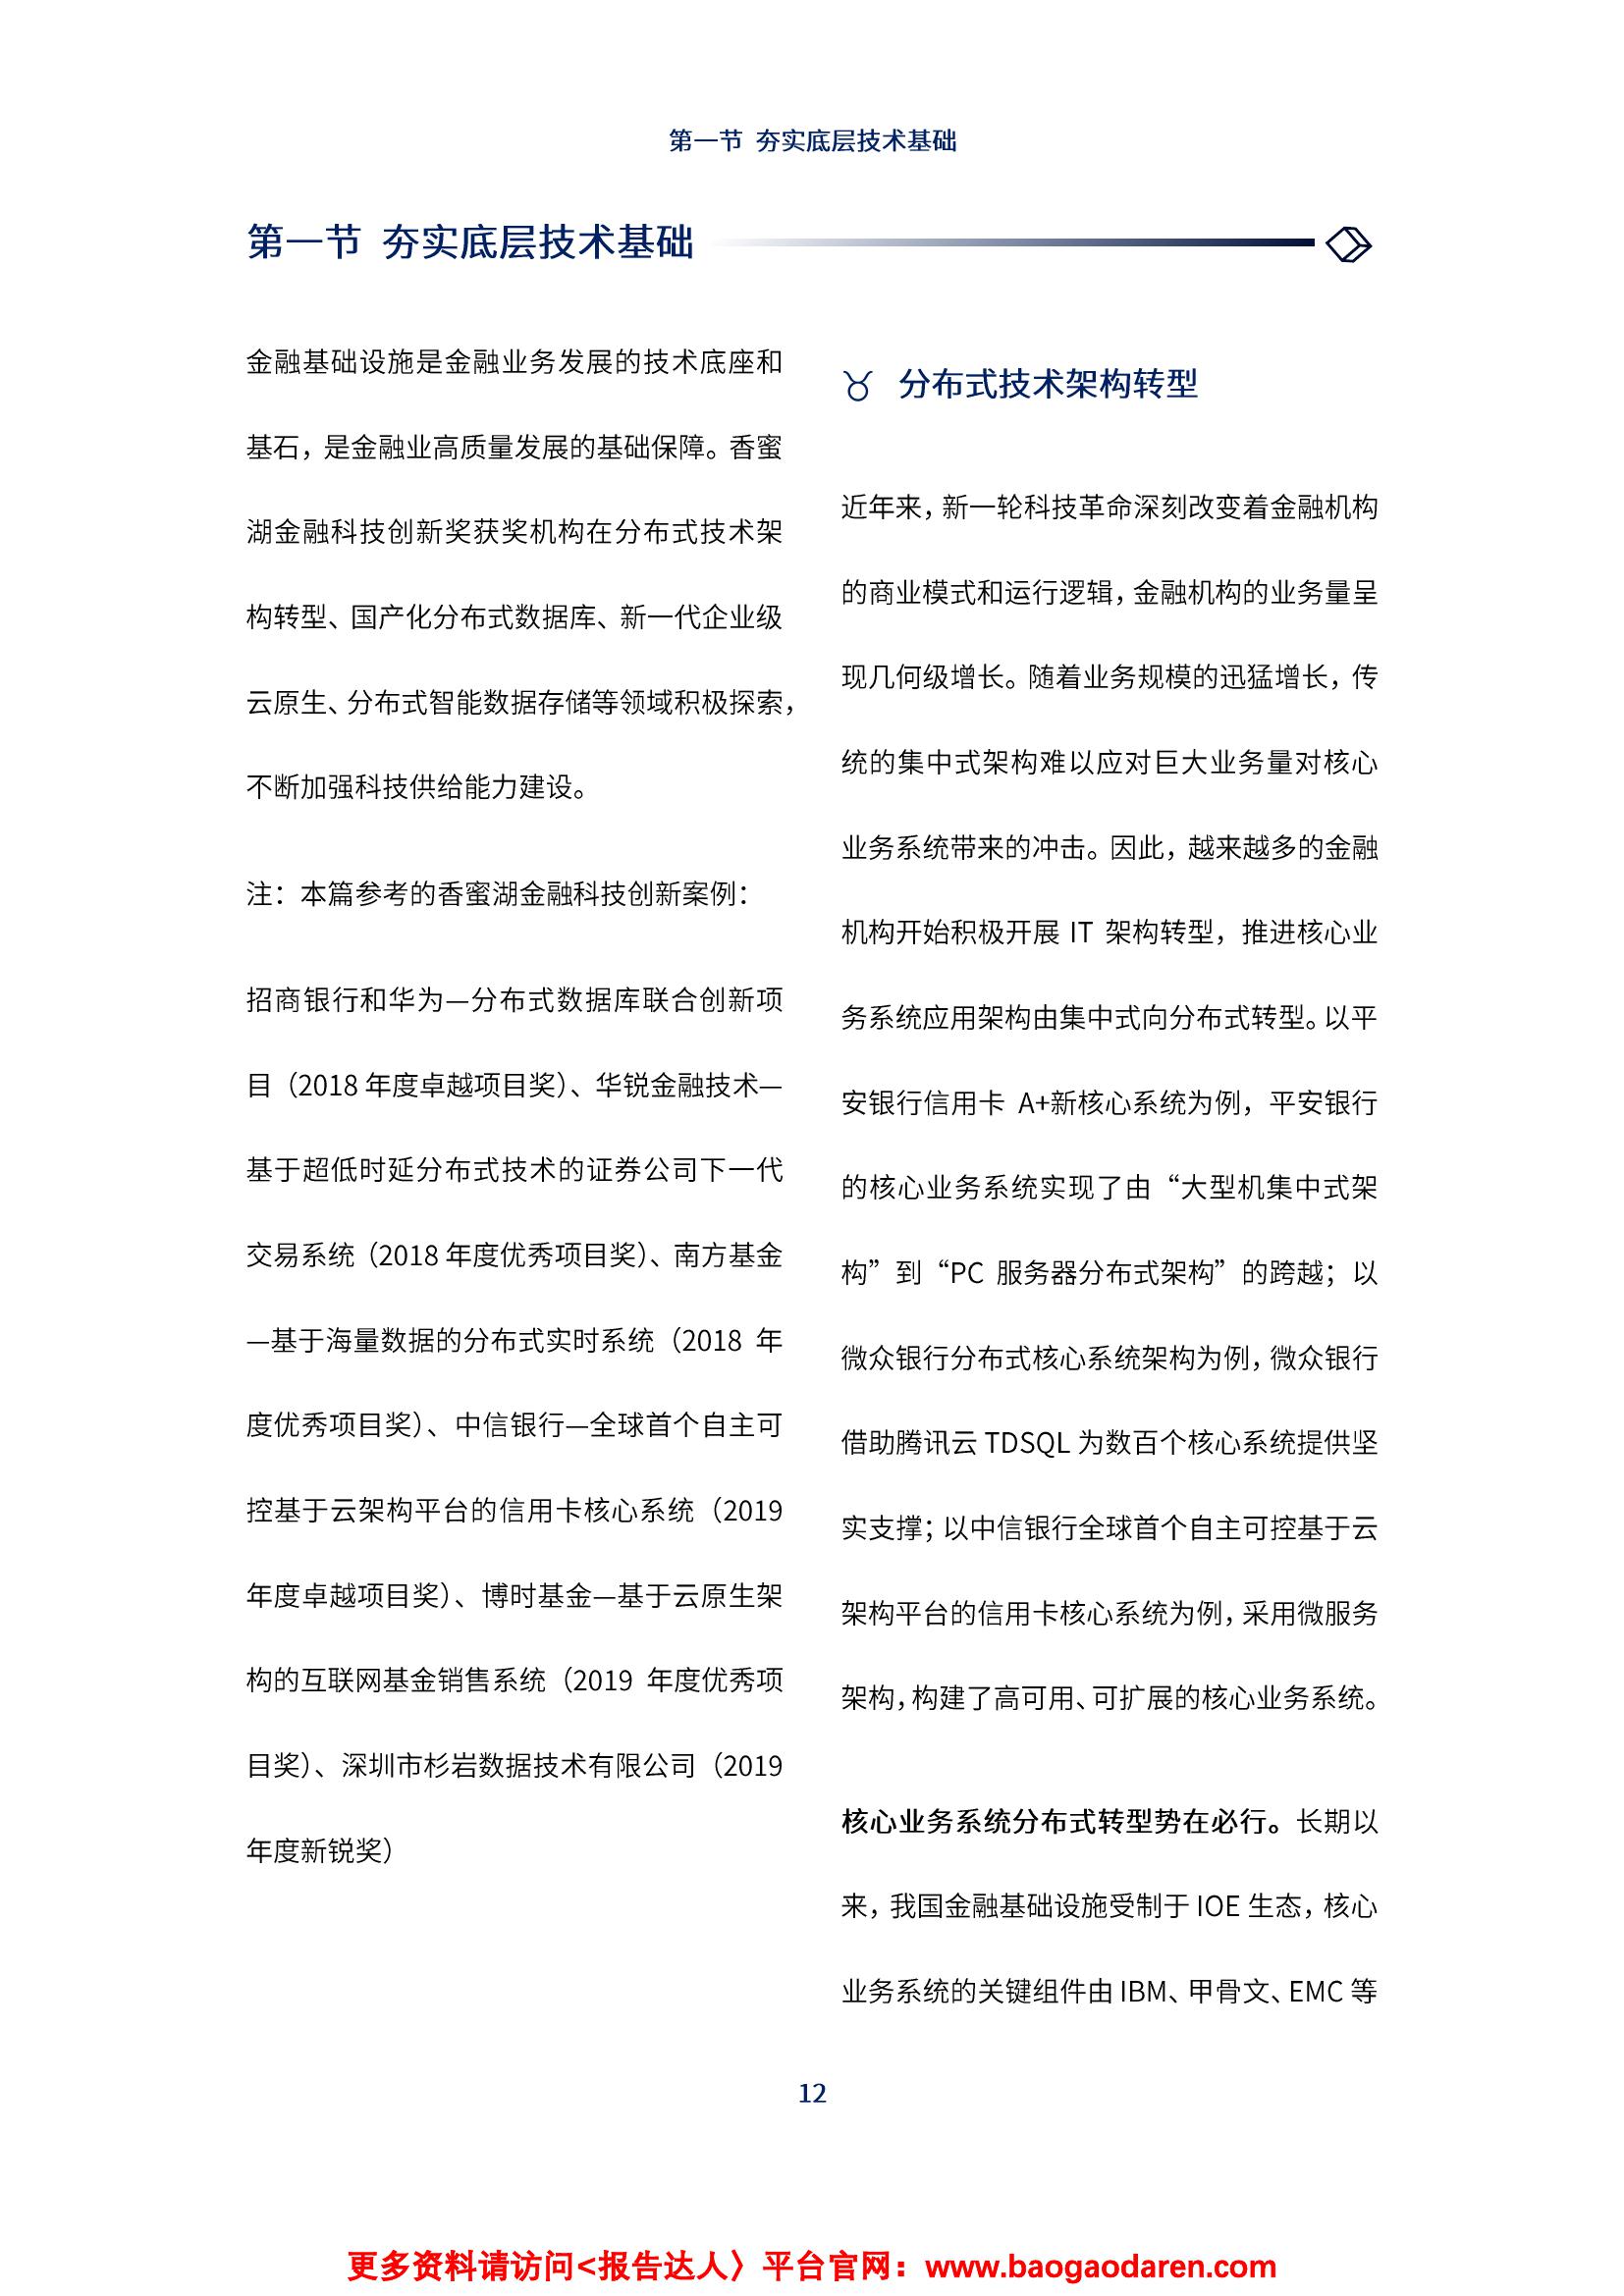 第一节 夯实底层技术基础
第一节 夯实底层技术基础
金融基础设施是金融业务发展的技术底座和
基石，是金融业高质量发展的基础保障。香蜜
湖金融科技创新奖获奖机构在分布式技术架
构转型、国产化分布式数据库、新一代企业级
云原生、分布式智能数据存储等领域积极探索，
不断加强科技供给能力建设。
注：本篇参考的香蜜湖金融科技创新案例：
招商银行和华为—分布式数据库联合创新项
目（2018 年度卓越项目奖）、华锐金融技术—
基于超低时延分布式技术的证券公司下一代
交易系统（2018 年度优秀项目奖）、南方基金
—基于海量数据的分布式实时系统（2018 年
度优秀项目奖）、中信银行—全球首个自主可
控基于云架构平台的信用卡核心系统（2019
年度卓越项目奖）、博时基金—基于云原生架
构的互联网基金销售系统（2019 年度优秀项
目奖）、深圳市杉岩数据技术有限公司（2019
年度新锐奖）
分布式技术架构转型
近年来，新一轮科技革命深刻改变着金融机构
的商业模式和运行逻辑，金融机构的业务量呈
现几何级增长。随着业务规模的迅猛增长，传
统的集中式架构难以应对巨大业务量对核心
业务系统带来的冲击。因此，越来越多的金融
机构开始积极开展 IT 架构转型，推进核心业
务系统应用架构由集中式向分布式转型。以平
安银行信用卡 A+新核心系统为例，平安银行
的核心业务系统实现了由“大型机集中式架
构”到“PC 服务器分布式架构”的跨越；以
微众银行分布式核心系统架构为例，微众银行
借助腾讯云 TDSQL 为数百个核心系统提供坚
实支撑；以中信银行全球首个自主可控基于云
架构平台的信用卡核心系统为例，采用微服务
架构，构建了高可用、可扩展的核心业务系统。
核心业务系统分布式转型势在必行。长期以
来，我国金融基础设施受制于 IOE 生态，核心
业务系统的关键组件由 IBM、甲骨文、EMC 等
12
更多资料请访问<报告达人〉平台官网：www.baogaodaren.com